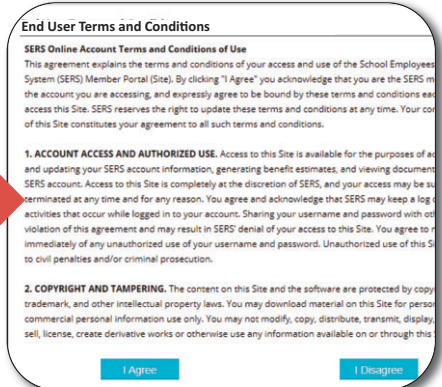 End User Terms and Conditions
SERS Online Account Terms and Conditions of Use
This agreement explains the terms and conditions of your access and use of the School Employees
System (SERS) Member Portal (Site). By clicking "I Agree" you acknowledge that you are the SERS
the account you are accessing, and expressly agree to be bound by these terms and conditions
access this Site. SERS reserves the right to update these terms and conditions at any time. Your
of this Site constitutes your agreement to all such terms and conditions.
1. ACCOUNT ACCESS AND AUTHORIZED USE. Access to this Site is available for the purposes of
and updating your SERS account information, generating benefit estimates, and viewing document
SERS account. Access to this Site is completely at the discretion of SERS, and your access may be
terminated at any time and for any reason. You agree and acknowledge that SERS may keep a log
activities that occur while logged in to your account. Sharing your username and password with
violation of this agreement and may result in SERS' denial of your access to this Site. You agree to
immediately of any unauthorized use of your username and password. Unauthorized use of this
to civil penalties and/or criminal prosecution.
2. COPYRIGHT AND TAMPERING. The content on this Site and the software are protected by
trademark, and other intellectual property laws. You may download material on this Site for
commercial personal information use only. You may not modify, copy, distribute, transmit, display,
sell, license, create derivative works or otherwise use any information available on or through this
I Agree
I Disagree